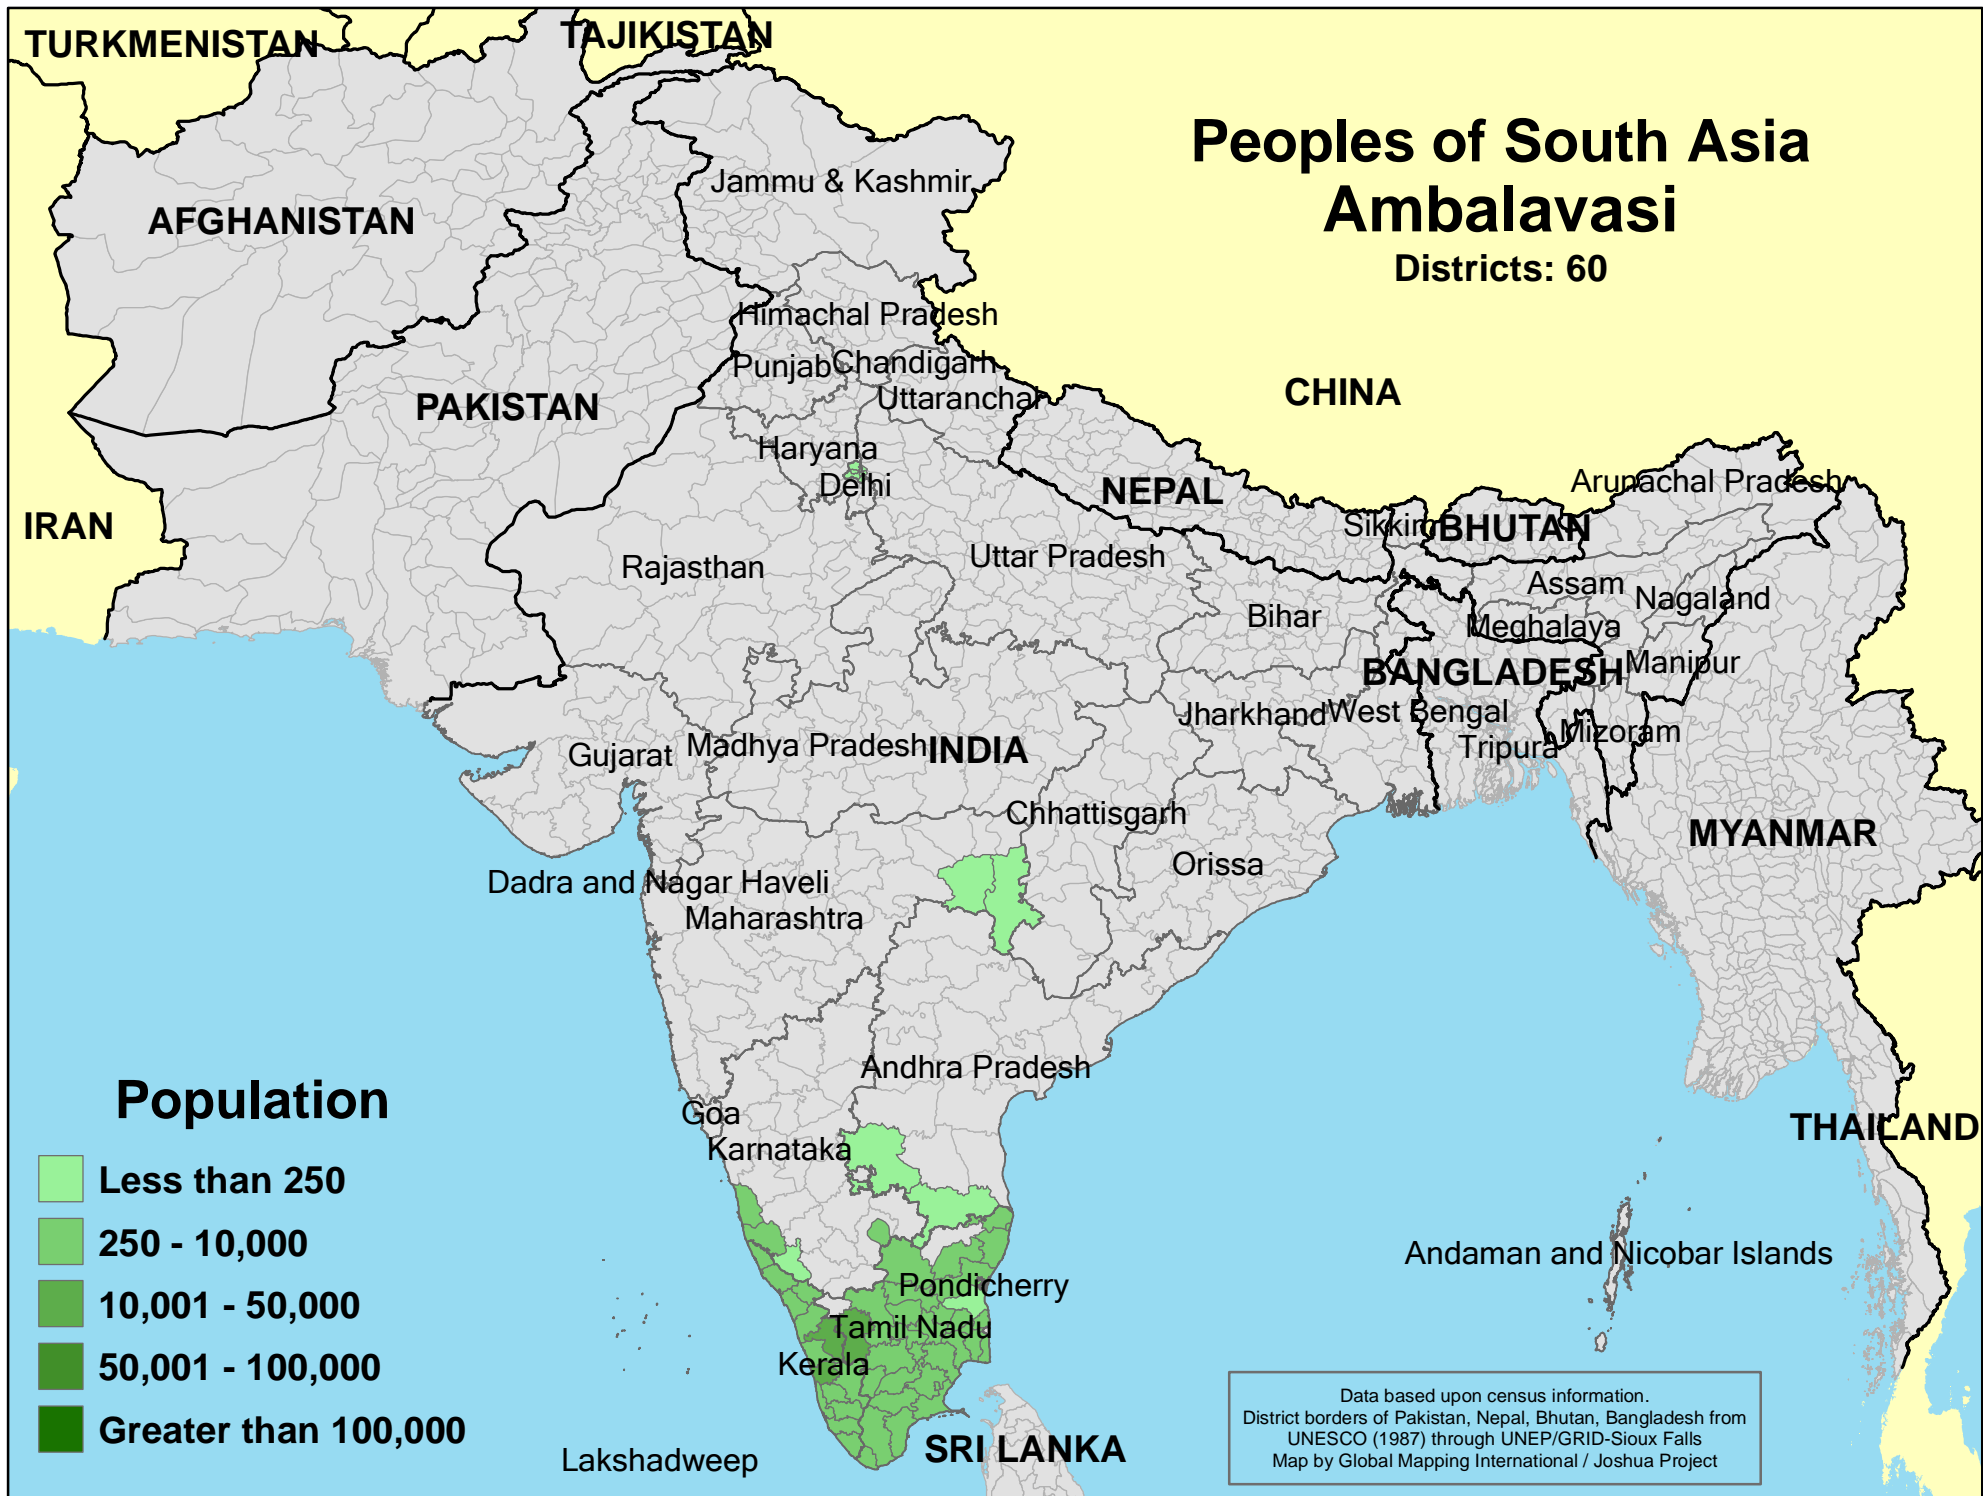 TURKMENISTAN
TAJIKISTAN
Peoples of South Asia
Ambalavasi
Districts: 60
Jammu & Kashmir
AFGHANISTAN
Himachal Pradesh
Punjab
Chandigarh
Uttaranchal
CHINA
PAKISTAN
Haryana
Delhi
NEPAL
Arunachal Pradesh
IRAN
Sikkim
BHUTAN
Rajasthan
Uttar Pradesh
Assam
Nagaland
Bihar
Meghalaya
BANGLADESH
Manipur
Jharkhand
West Bengal
Mizoram
Tripura
Gujarat
Madhya Pradesh
INDIA
Chhattisgarh
MYANMAR
Orissa
Dadra and Nagar Haveli
Maharashtra
Andhra Pradesh
Goa
Karnataka
THAILAND
Andaman and Nicobar Islands
Pondicherry
Tamil Nadu
Kerala
Lakshadweep
SRI LANKA
Population
Less than 250
250 - 10,000
10,001 - 50,000
50,001 - 100,000
Greater than 100,000
Data based upon census information.
District borders of Pakistan, Nepal, Bhutan, Bangladesh from
UNESCO (1987) through UNEP/GRID-Sioux Falls
Map by Global Mapping International / Joshua Project